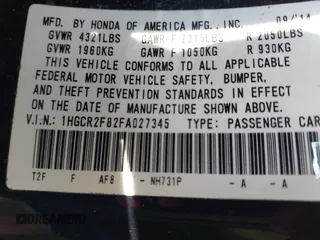 MFD. BY HONDA OF AMERICA MFG., INC. 09/14
GVWR 4321LBS GAWR F 2315LBS R 2050LBS
GVWR 1960KG GAWR F 1050KG R 930KG
THIS VEHICLE CONFORMS TO ALL APPLICABLE
FEDERAL MOTOR VEHICLE SAFETY, BUMPER,
AND THEFT PREVENTION STANDARDS IN EFFECT
ON THE DATE OF MANUFACTURE SHOWN ABOVE.
V.I.N.: 1HGCR2F82FA027345 TYPE: PASSENGER CAR
T2F F AF8 - NH731P - A - A
DREAMBID